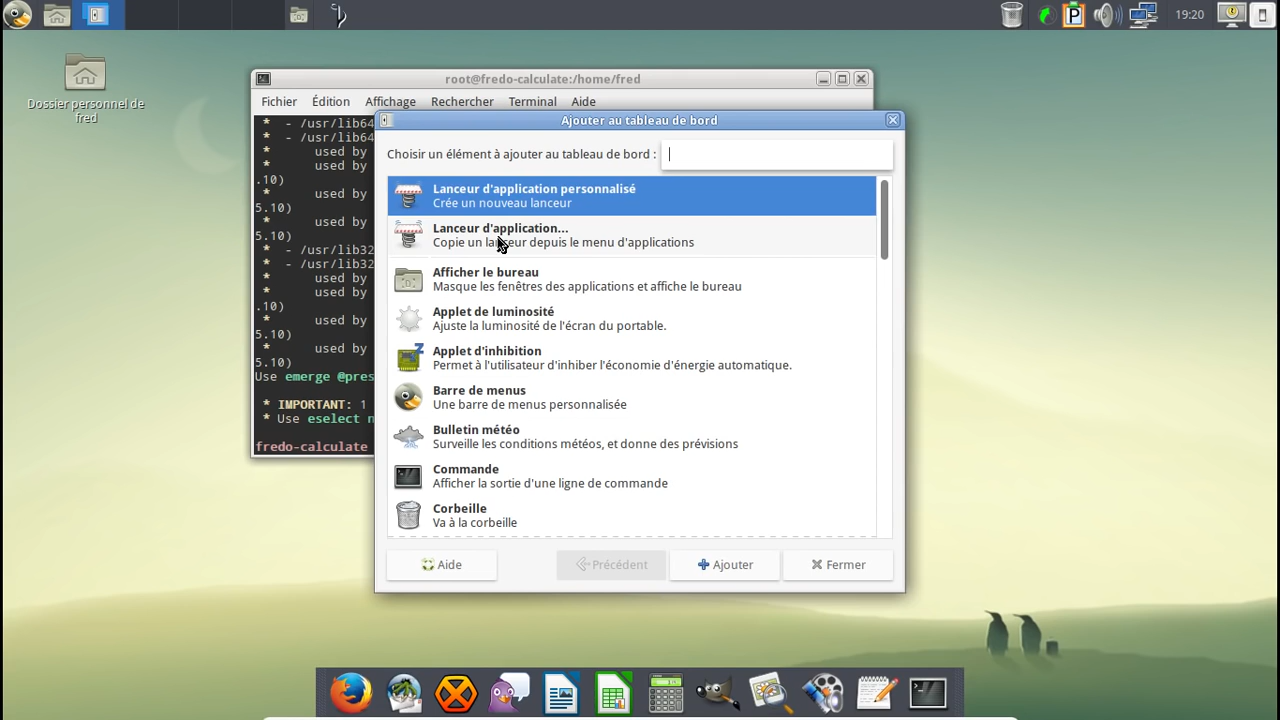 19:20
Dossier personnel de
fred
root@fredo-calculate:/home/fred
Fichier Édition Affichage Rechercher Terminal Aide
* - /usr/lib64
* - /usr/lib64
* used by
* used by
.10)
* used by
5.10)
* used by
5.10)
* - /usr/lib32
* - /usr/lib32
* used by
* used by
.10)
* used by
5.10)
* used by
5.10)
Use emerge @pres
* IMPORTANT: 1
* Use eselect n
fredo-calculate
Ajouter au tableau de bord
Choisir un élément à ajouter au tableau de bord :
Lanceur d'application personnalisé
Crée un nouveau lanceur
Lanceur d'application...
Copie un lanceur depuis le menu d'applications
Afficher le bureau
Masque les fenêtres des applications et affiche le bureau
Applet de luminosité
Ajuste la luminosité de l'écran du portable.
Applet d'inhibition
Permet à l'utilisateur d'inhiber l'économie d'énergie automatique.
Barre de menus
Une barre de menus personnalisée
Bulletin météo
Surveille les conditions météos, et donne des prévisions
Commande
Afficher la sortie d'une ligne de commande
Corbeille
Va à la corbeille
Aide Précédent Ajouter Fermer